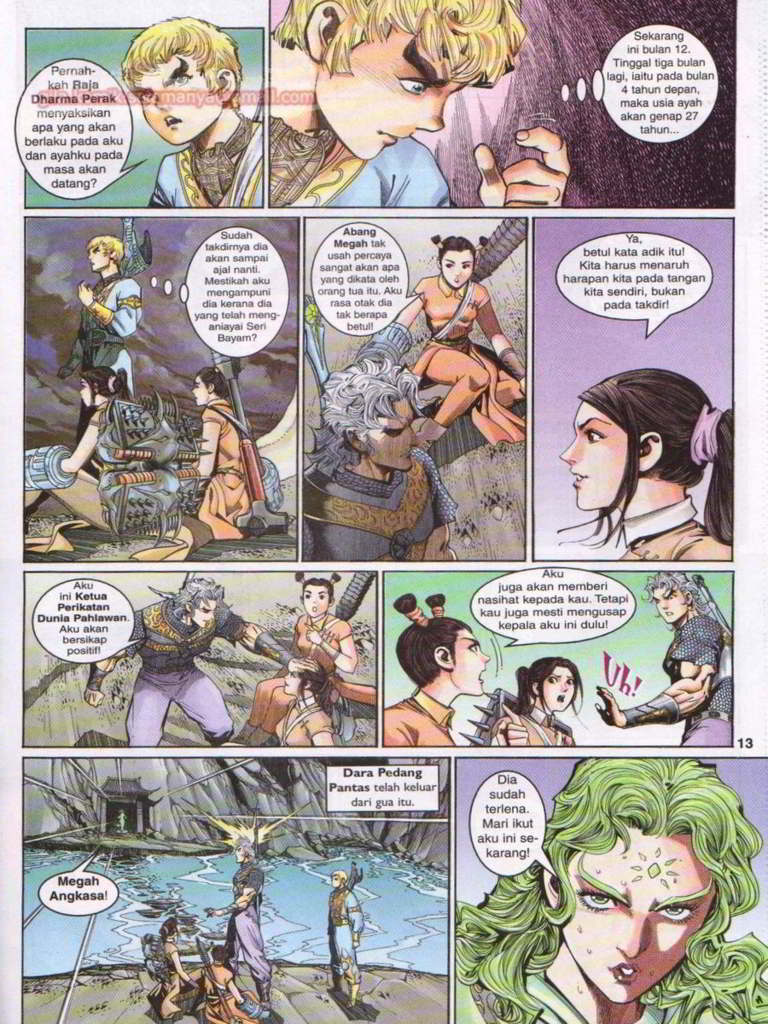 Pernah-
kah Raja
Dharma Perak
menyaksikan
apa yang akan
berlaku pada aku
dan ayahku pada
masa akan
datang?
Sekarang
ini bulan 12.
Tinggal tiga bulan
lagi, iaitu pada bulan
4 tahun depan,
maka usia ayah
akan genap 27
tahun...
Sudah
takdirnya dia
akan sampai
ajal nanti.
Mestikah aku
mengampuni
dia kerana dia
yang telah meng-
aniayai Seri
Bayam?
Abang
Megah tak
usah percaya
sangat akan apa
yang dikata oleh
orang tua itu. Aku
rasa otak dia
tak berapa
betul!
Ya,
betul kata adik itu!
Kita harus menaruh
harapan kita pada tangan
kita sendiri, bukan
pada takdir!
Aku
ini Ketua
Perikatan
Dunia Pahlawan.
Aku akan
bersikap
positif!
Aku
juga akan memberi
nasihat kepada kau. Tetapi
kau juga mesti mengusap
kepala aku ini dulu!
Uh!
13
Dara Pedang
Pantas telah keluar
dari gua itu.
Megah
Angkasa!
Dia
sudah
terlena.
Mari ikut
aku ini se-
karang!